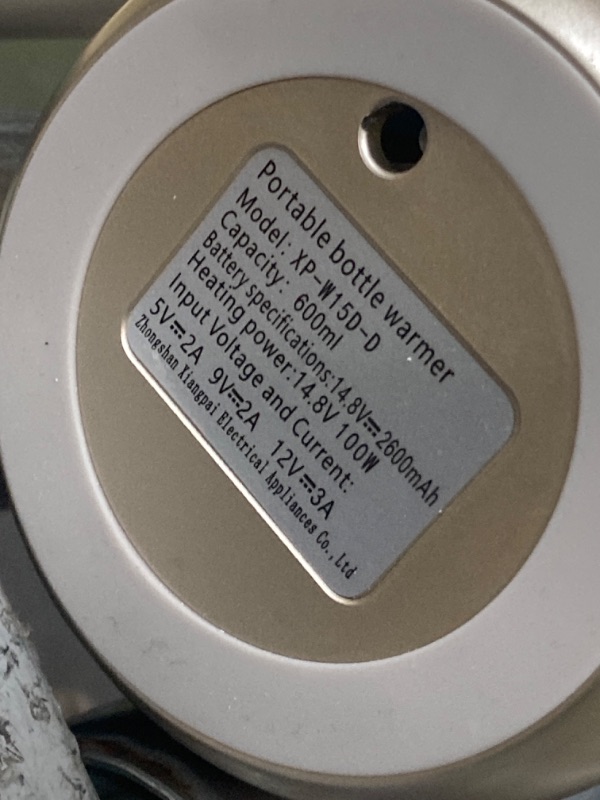 Portable bottle warmer
Model: XP-W15D-D
Capacity: 600ml
Battery specifications:14.8V⎓2600mAh
Heating power:14.8V 100W
Input Voltage and Current:
5V⎓2A 9V⎓2A 12V⎓3A
Zhongshan Xiangpai Electrical Appliances Co.,Ltd